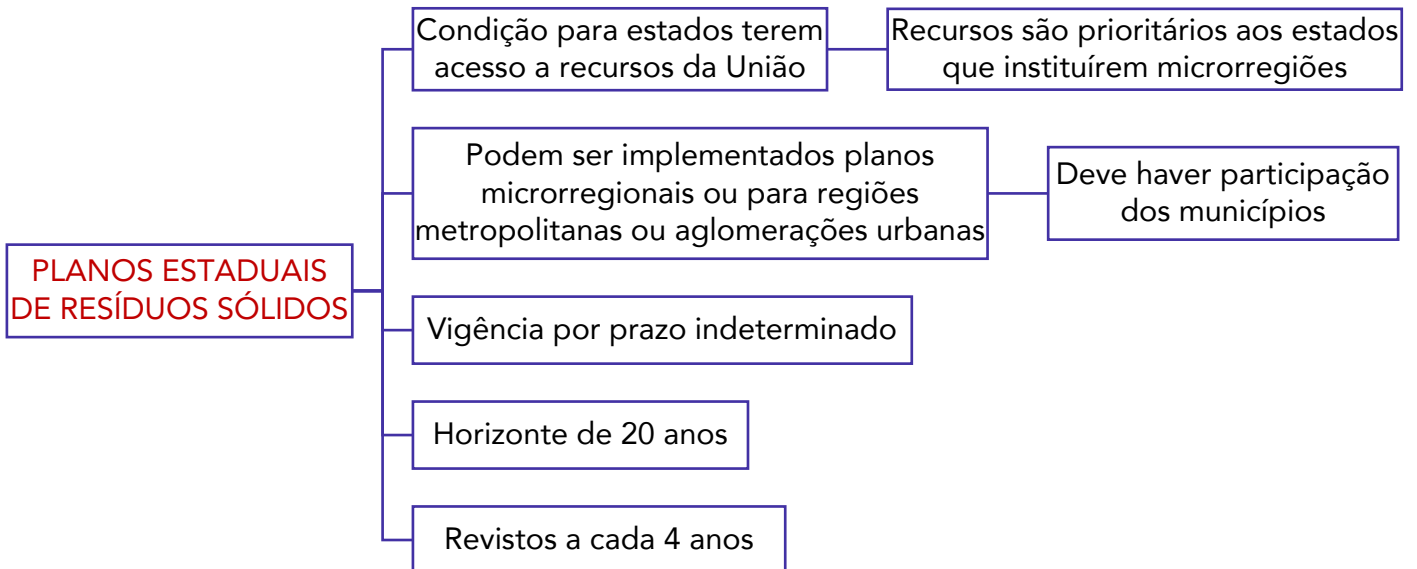 Condição para estados terem
acesso a recursos da União
Recursos são prioritários aos estados
que instituírem microrregiões
Podem ser implementados planos
microrregionais ou para regiões
metropolitanas ou aglomerações urbanas
Deve haver participação
dos municípios
PLANOS ESTADUAIS
DE RESÍDUOS SÓLIDOS
Vigência por prazo indeterminado
Horizonte de 20 anos
Revistos a cada 4 anos